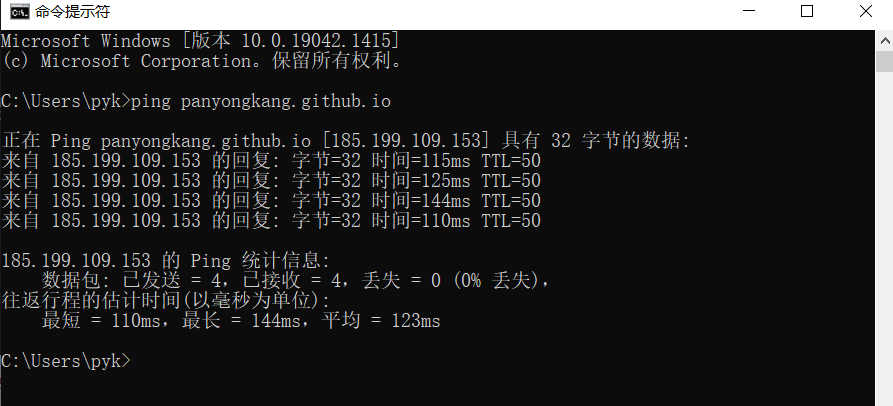 命令提示符
Microsoft Windows [版本 10.0.19042.1415]
(c) Microsoft Corporation。保留所有权利。
C:\Users\pyk>ping panyongkang.github.io
正在 Ping panyongkang.github.io [185.199.109.153] 具有 32 字节的数据:
来自 185.199.109.153 的回复: 字节=32 时间=115ms TTL=50
来自 185.199.109.153 的回复: 字节=32 时间=125ms TTL=50
来自 185.199.109.153 的回复: 字节=32 时间=144ms TTL=50
来自 185.199.109.153 的回复: 字节=32 时间=110ms TTL=50
185.199.109.153 的 Ping 统计信息:
数据包: 已发送 = 4，已接收 = 4，丢失 = 0 (0% 丢失)，
往返行程的估计时间(以毫秒为单位):
最短 = 110ms，最长 = 144ms，平均 = 123ms
C:\Users\pyk>